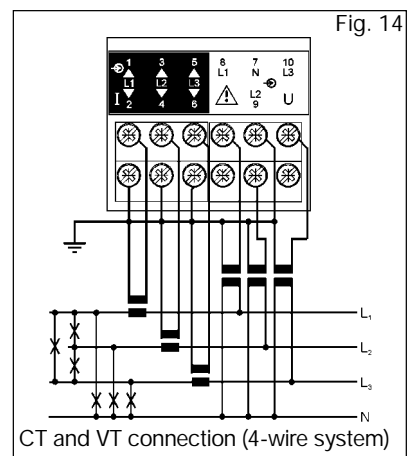 Fig. 14
1 3 5 6 7 10
L1 N L3
L1 L2 L3
I L2 U
2 4 6 9
L1
L2
L3
N
CT and VT connection (4-wire system)